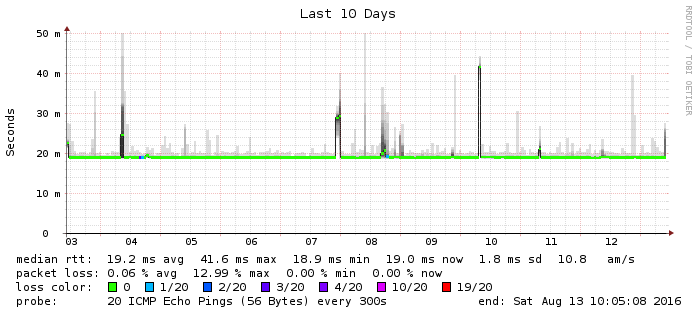 Last 10 Days
RRDTOOL / TOBI OETIKER
Seconds
50 m
40 m
30 m
20 m
10 m
0
03 04 05 06 07 08 09 10 11 12
median rtt: 19.2 ms avg 41.6 ms max 18.9 ms min 19.0 ms now 1.8 ms sd 10.8 am/s
packet loss: 0.06 % avg 12.99 % max 0.00 % min 0.00 % now
loss color: 0 1/20 2/20 3/20 4/20 10/20 19/20
probe: 20 ICMP Echo Pings (56 Bytes) every 300s end: Sat Aug 13 10:05:08 2016